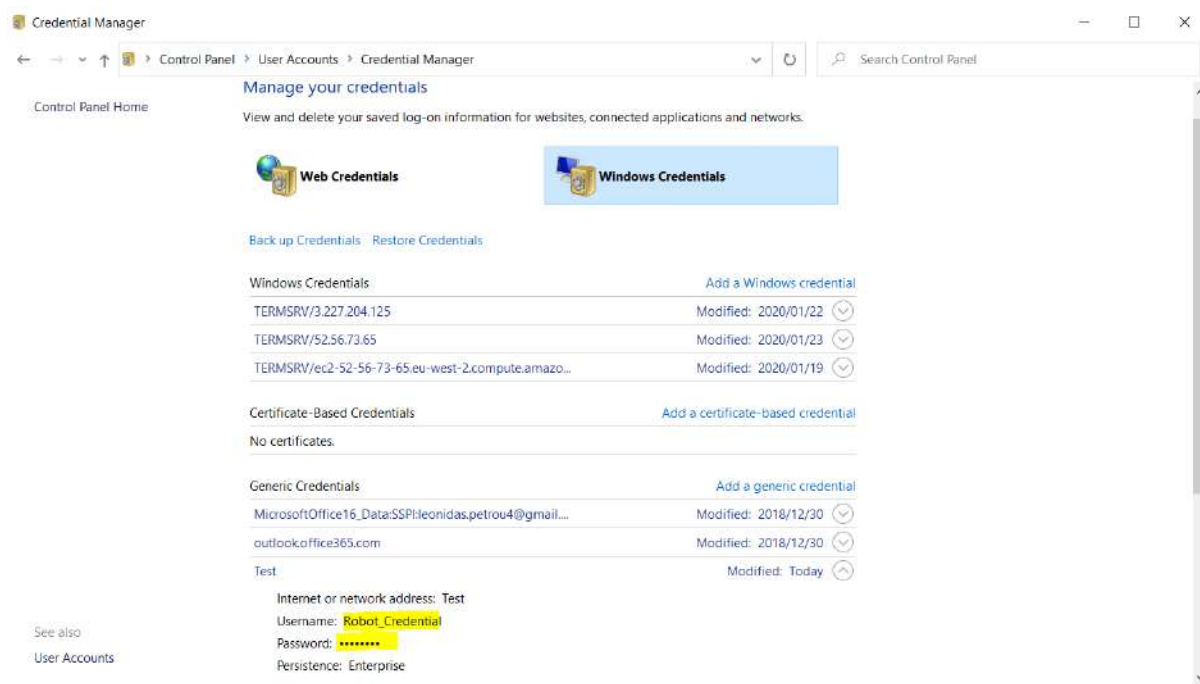 Credential Manager
Control Panel > User Accounts > Credential Manager
Search Control Panel
Control Panel Home
Manage your credentials
View and delete your saved log-on information for websites, connected applications and networks.
Web Credentials
Windows Credentials
Back up Credentials Restore Credentials
Windows Credentials Add a Windows credential
TERMSRV/3.227.204.125 Modified: 2020/01/22
TERMSRV/52.56.73.65 Modified: 2020/01/23
TERMSRV/ec2-52-56-73-65.eu-west-2.compute.amazo... Modified: 2020/01/19
Certificate-Based Credentials Add a certificate-based credential
No certificates.
Generic Credentials Add a generic credential
MicrosoftOffice16_Data:SSPI:leonidas.petrou4@gmail.... Modified: 2018/12/30
outlook.office365.com Modified: 2018/12/30
Test Modified: Today
Internet or network address: Test
Username: Robot_Credential
Password: ••••••••
Persistence: Enterprise
See also
User Accounts